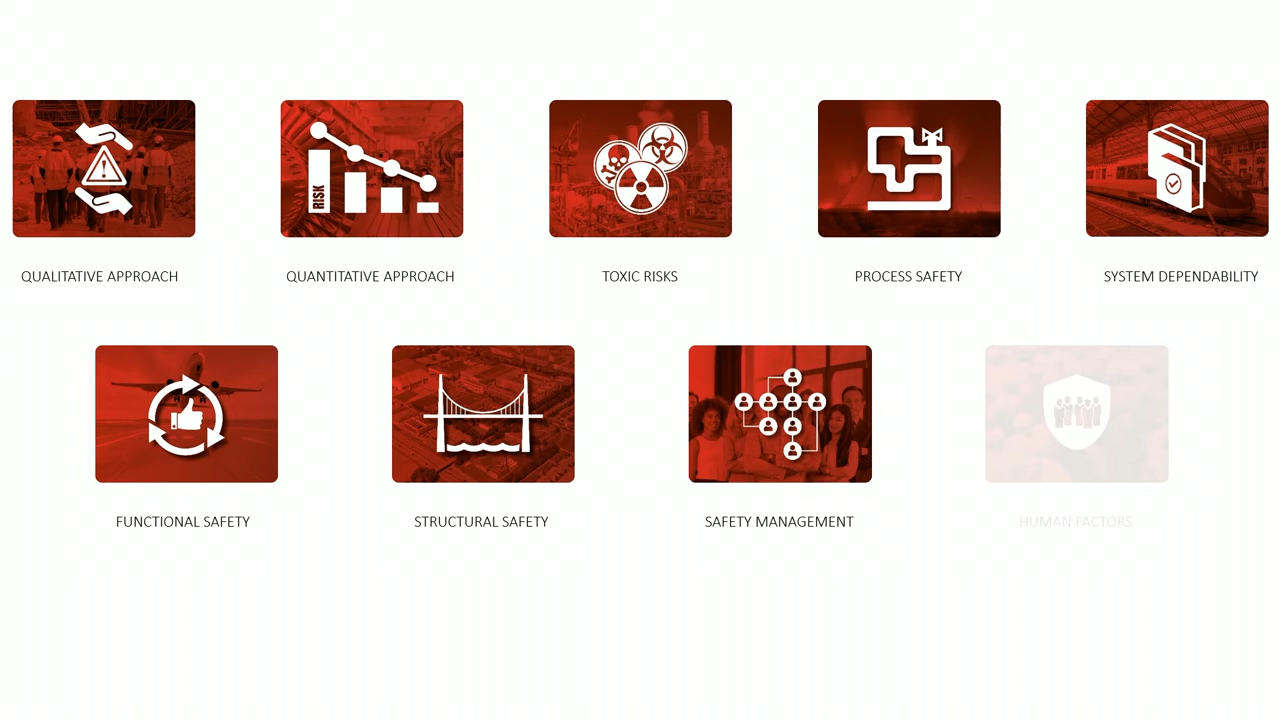 RISK
QUALITATIVE APPROACH
QUANTITATIVE APPROACH
TOXIC RISKS
PROCESS SAFETY
SYSTEM DEPENDABILITY
FUNCTIONAL SAFETY
STRUCTURAL SAFETY
SAFETY MANAGEMENT
HUMAN FACTORS